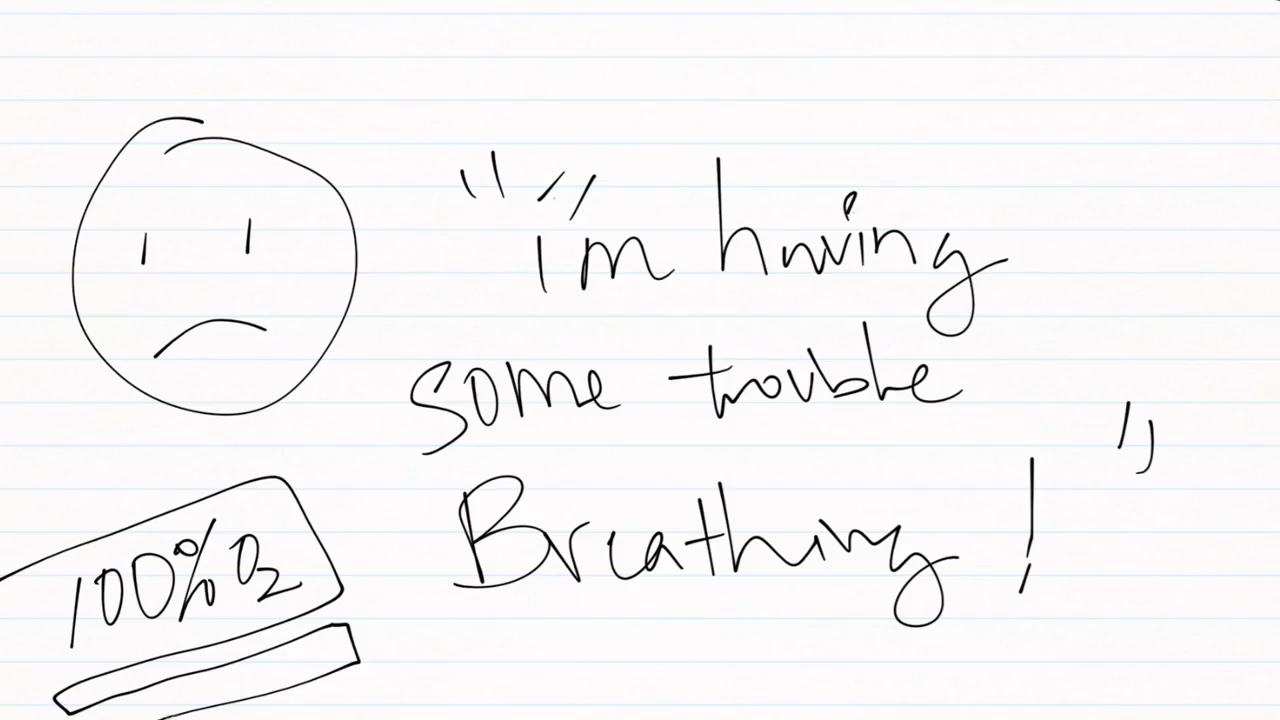 "" I'm having
some trouble
Breathing! "
100% O₂